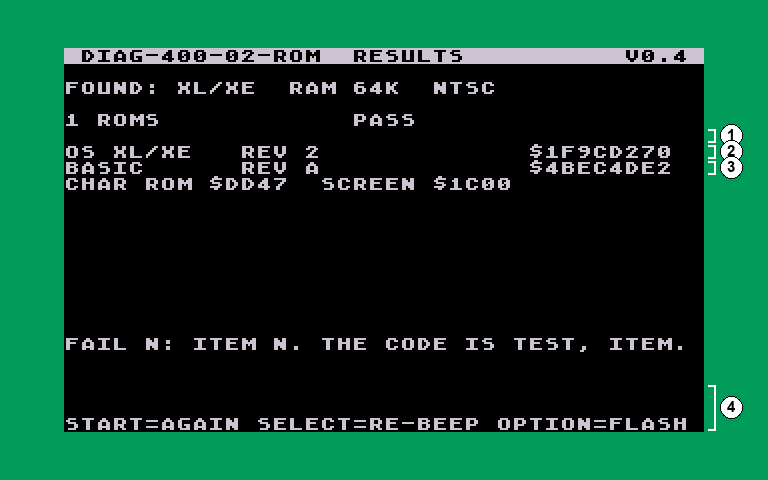 DIAG-400-02-ROM RESULTS V0.4
FOUND: XL/XE RAM 64K NTSC
1 ROMS PASS
1
OS XL/XE REV 2 $1F9CD270 2
BASIC REV A $4BEC4DE2 3
CHAR ROM $DD47 SCREEN $1C00
FAIL N: ITEM N. THE CODE IS TEST, ITEM.
4
START=AGAIN SELECT=RE-BEEP OPTION=FLASH